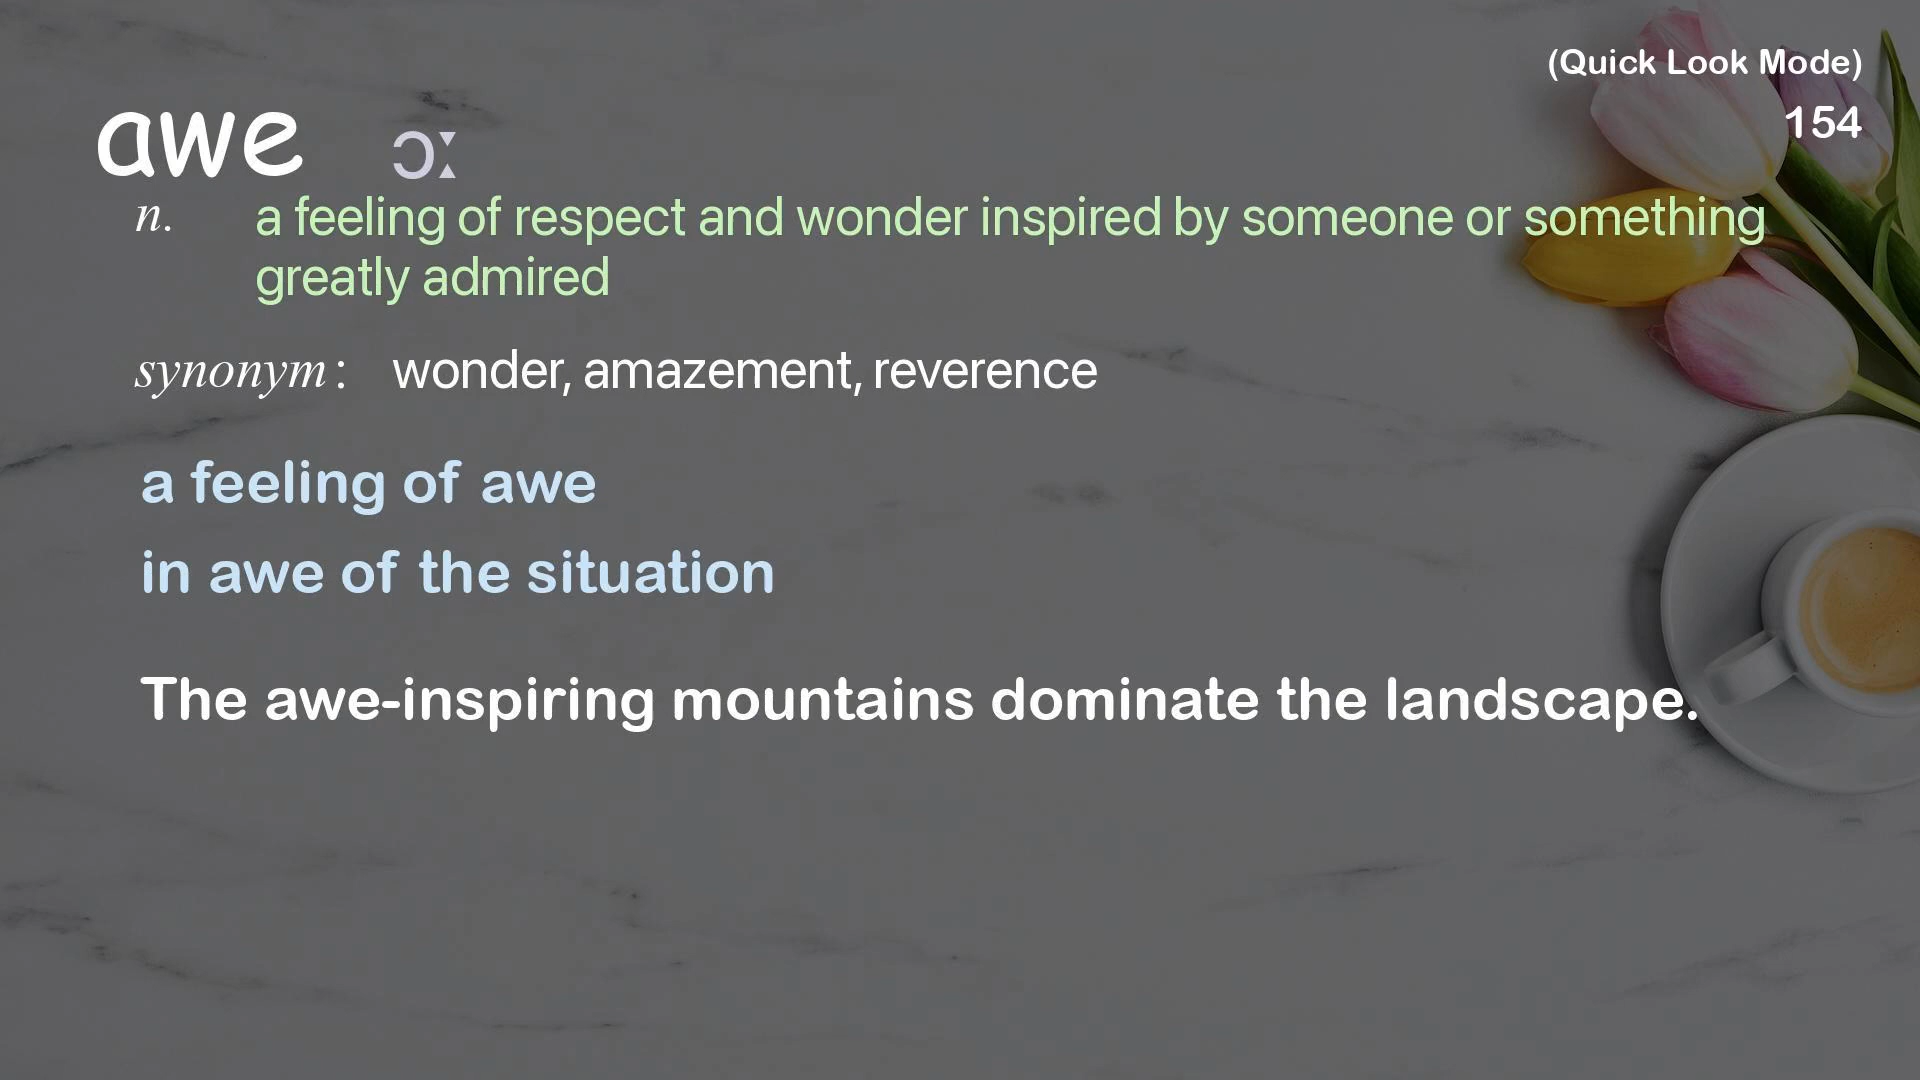 (Quick Look Mode)
154
awe ɔː
n. a feeling of respect and wonder inspired by someone or something
greatly admired
synonym: wonder, amazement, reverence
a feeling of awe
in awe of the situation
The awe-inspiring mountains dominate the landscape.